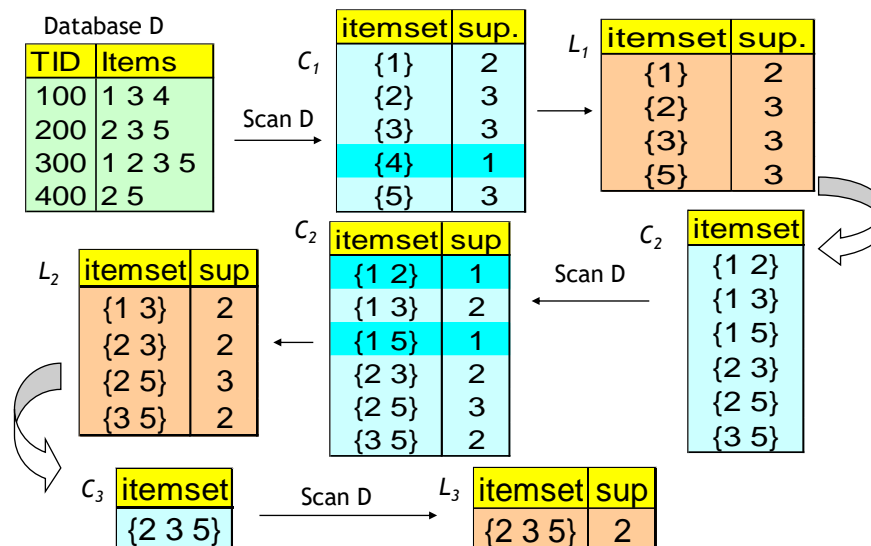 Database D
TID Items
100 1 3 4
200 2 3 5
300 1 2 3 5
400 2 5
Scan D
C1
itemset sup.
{1} 2
{2} 3
{3} 3
{4} 1
{5} 3
L1
itemset sup.
{1} 2
{2} 3
{3} 3
{5} 3
C2
itemset
{1 2}
{1 3}
{1 5}
{2 3}
{2 5}
{3 5}
Scan D
C2
itemset sup
{1 2} 1
{1 3} 2
{1 5} 1
{2 3} 2
{2 5} 3
{3 5} 2
L2
itemset sup
{1 3} 2
{2 3} 2
{2 5} 3
{3 5} 2
C3
itemset
{2 3 5}
Scan D
L3
itemset sup
{2 3 5} 2